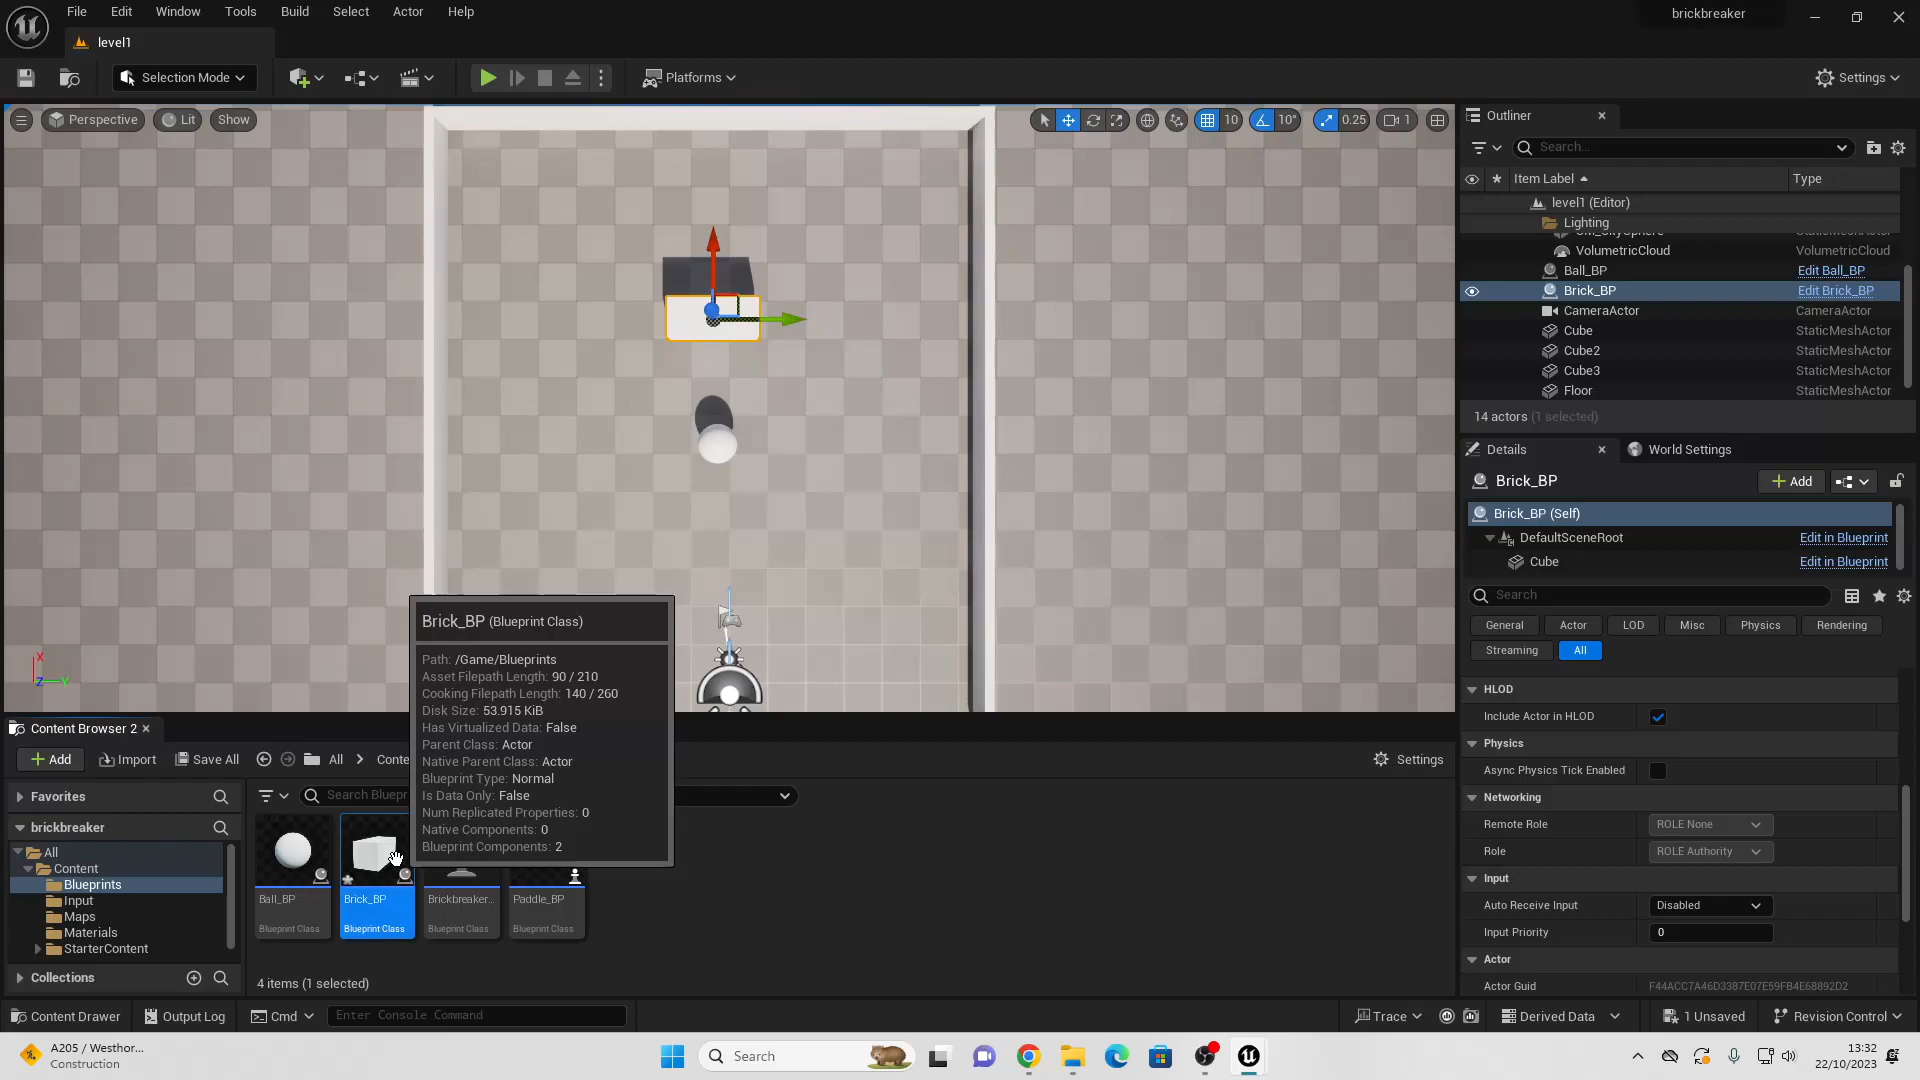 File Edit Window Tools Build Select Actor Help
brickbreaker
level1
Selection Mode
Platforms
Settings
Perspective Lit Show
10 10° 0.25 1
Outliner
Search...
Item Label Type
level1 (Editor)
Lighting
SM_SkySphere StaticMeshActor
VolumetricCloud VolumetricCloud
Ball_BP Edit Ball_BP
Brick_BP Edit Brick_BP
CameraActor CameraActor
Cube StaticMeshActor
Cube2 StaticMeshActor
Cube3 StaticMeshActor
Floor StaticMeshActor
14 actors (1 selected)
Details World Settings
Brick_BP Add
Brick_BP (Self)
DefaultSceneRoot Edit in Blueprint
Cube Edit in Blueprint
Search
General Actor LOD Misc Physics Rendering
Streaming All
HLOD
Include Actor in HLOD
Physics
Async Physics Tick Enabled
Networking
Remote Role ROLE None
Role ROLE Authority
Input
Auto Receive Input Disabled
Input Priority 0
Actor
Actor Guid F44ACC7A46D3387E07E59FB4E68892D2
X
Z Y
Brick_BP (Blueprint Class)
Path: /Game/Blueprints
Asset Filepath Length: 90 / 210
Cooking Filepath Length: 140 / 260
Disk Size: 53.915 KiB
Has Virtualized Data: False
Parent Class: Actor
Native Parent Class: Actor
Blueprint Type: Normal
Is Data Only: False
Num Replicated Properties: 0
Native Components: 0
Blueprint Components: 2
Content Browser 2
Add Import Save All All Conte
Settings
Favorites
Search Bluepr
brickbreaker
All
Content
Blueprints
Input
Maps
Materials
StarterContent
Collections
Ball_BP
Blueprint Class
Brick_BP
Blueprint Class
Brickbreaker...
Blueprint Class
Paddle_BP
Blueprint Class
4 items (1 selected)
Content Drawer Output Log Cmd Enter Console Command
Trace Derived Data 1 Unsaved Revision Control
A205 / Westhor...
Construction
Search
13:32
22/10/2023